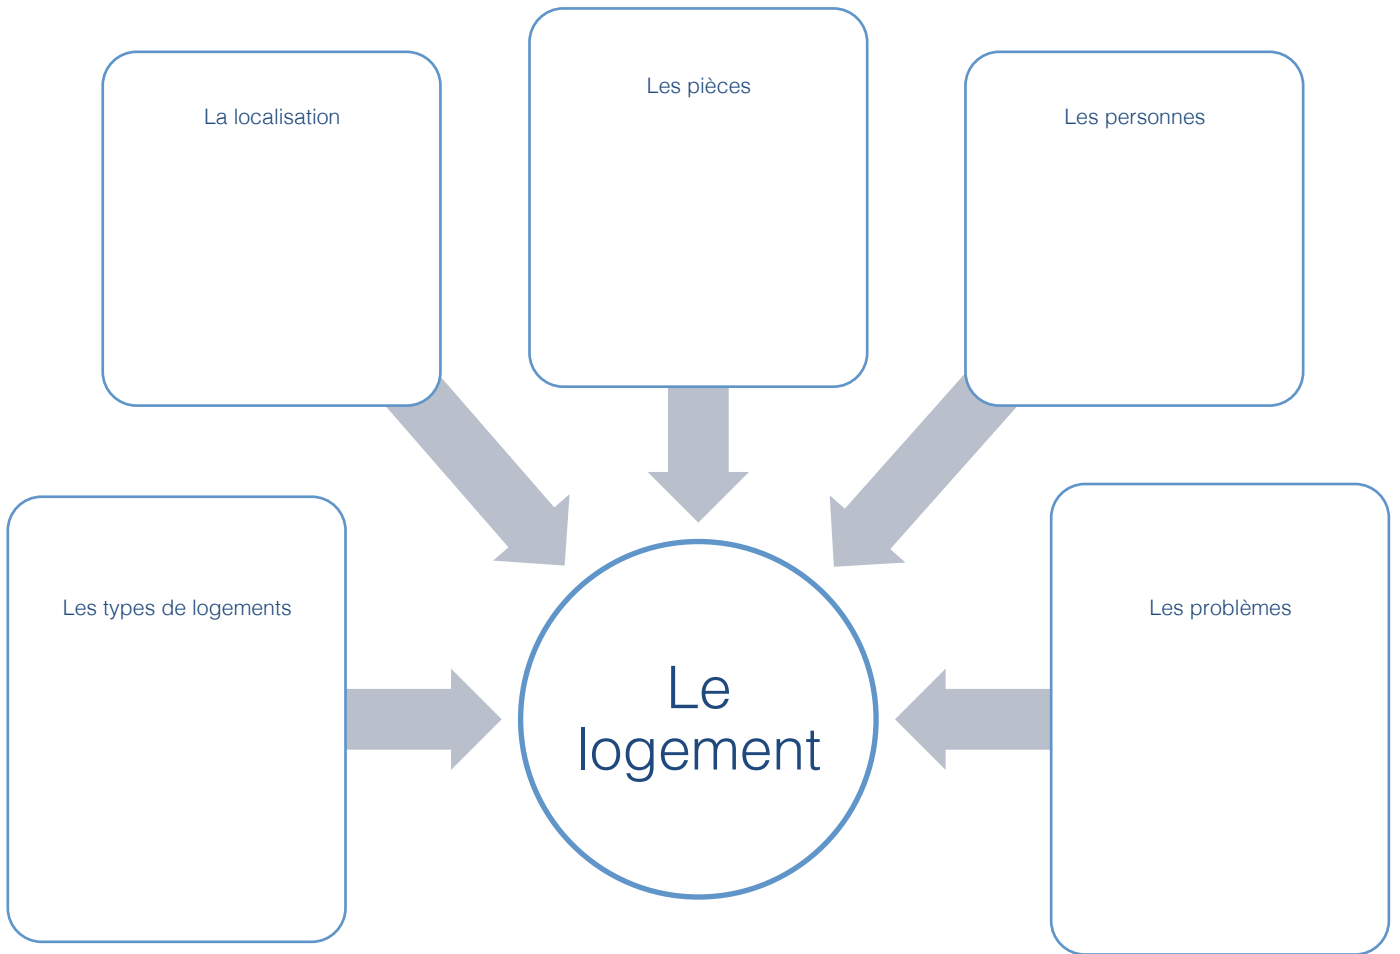 Les pièces
La localisation
Les personnes
Les types de logements
Les problèmes
Le
logement